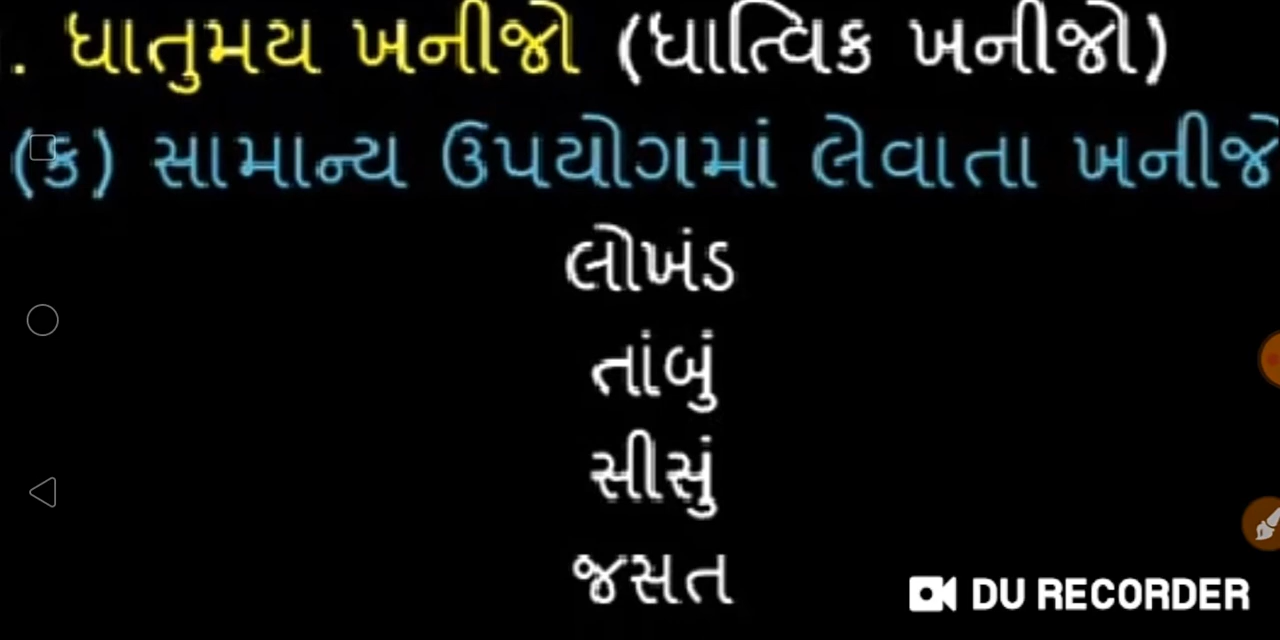 . ધાતુમય ખનીજો (ધાત્વિક ખનીજો)
(ક) સામાન્ય ઉપયોગમાં લેવાતા ખનીજે
લોખંડ
તાંબું
સીસું
જસત
DU RECORDER